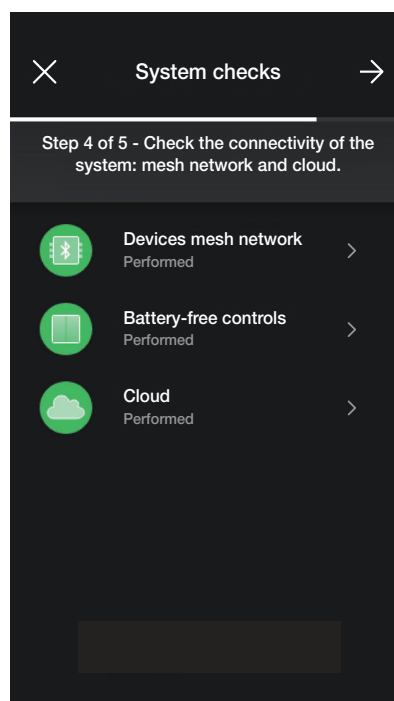 System checks
Step 4 of 5 - Check the connectivity of the
system: mesh network and cloud.
Devices mesh network
Performed
Battery-free controls
Performed
Cloud
Performed